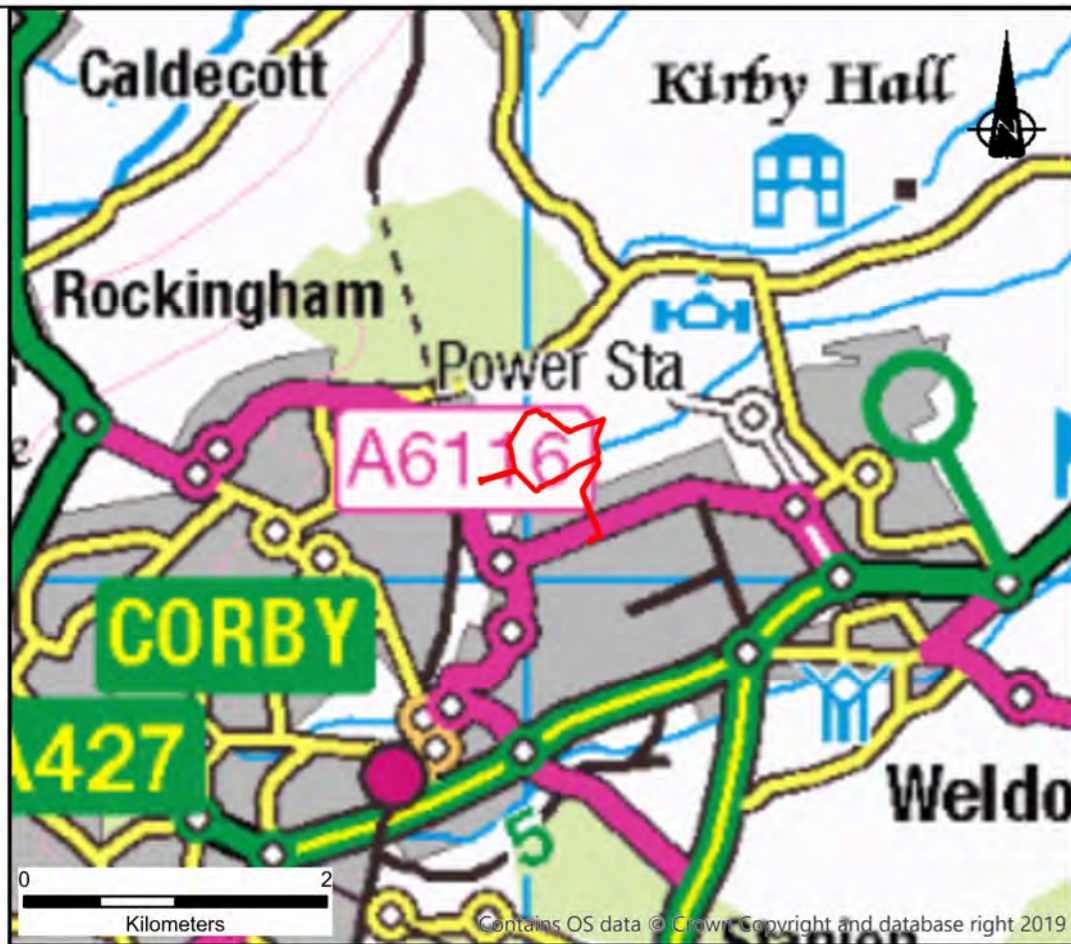 Caldecott
Kirby Hall
N
Rockingham
Power Sta
A6116
CORBY
A427
Weldo
5
0 2
Kilometers
Contains OS data © Crown Copyright and database right 2019